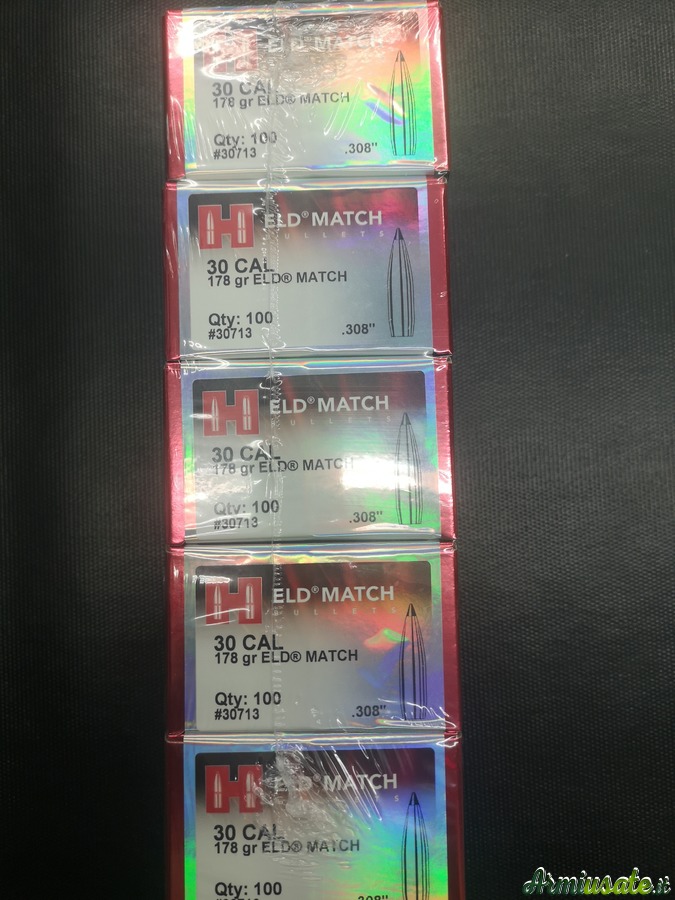 ELD® MATCH
30 CAL
178 gr ELD® MATCH
Qty: 100
#30713
.308"
H
ELD® MATCH
BULLETS
30 CAL
178 gr ELD® MATCH
Qty: 100
#30713
.308"
H
ELD® MATCH
BULLETS
30 CAL
178 gr ELD® MATCH
Qty: 100
#30713
.308"
H
ELD® MATCH
BULLETS
30 CAL
178 gr ELD® MATCH
Qty: 100
#30713
.308"
H
ELD® MATCH
30 CAL
178 gr ELD® MATCH
Qty: 100
.308"
Armiusate.it